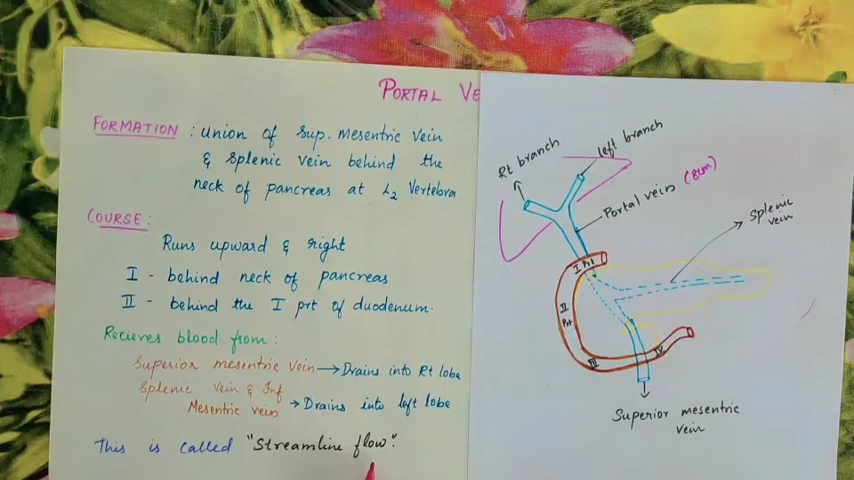 PORTAL VE
FORMATION : union of Sup. mesentric vein
& splenic vein behind the
neck of pancreas at L2 Vertebra
COURSE:
Runs upward & right
I - behind neck of pancreas
II - behind the I prt of duodenum.
Recieves blood from:
Superior mesentric vein → Drains into Rt lobe
Splenic vein & Inf
Mesentric vein → Drains into left lobe
This is called "Streamline flow".
Rt branch
left branch
Portal vein (8cm)
Splenic
vein
I Prt
II
Prt
III
IV
Superior mesentric
vein